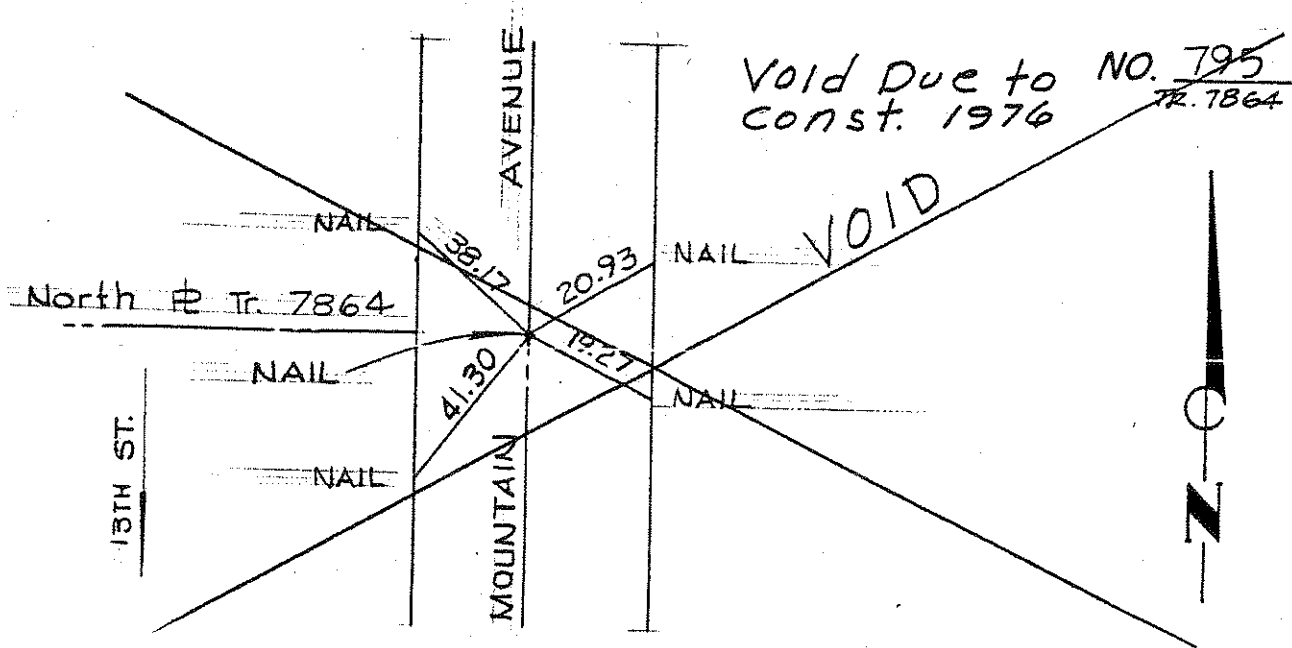 Void Due to
const. 1976
NO. 795
TR. 7864
VOID
AVENUE
NAIL
38.17
20.93
NAIL
North ⅊ Tr. 7864
NAIL
19.27
41.30
NAIL
NAIL
13TH ST.
MOUNTAIN
N